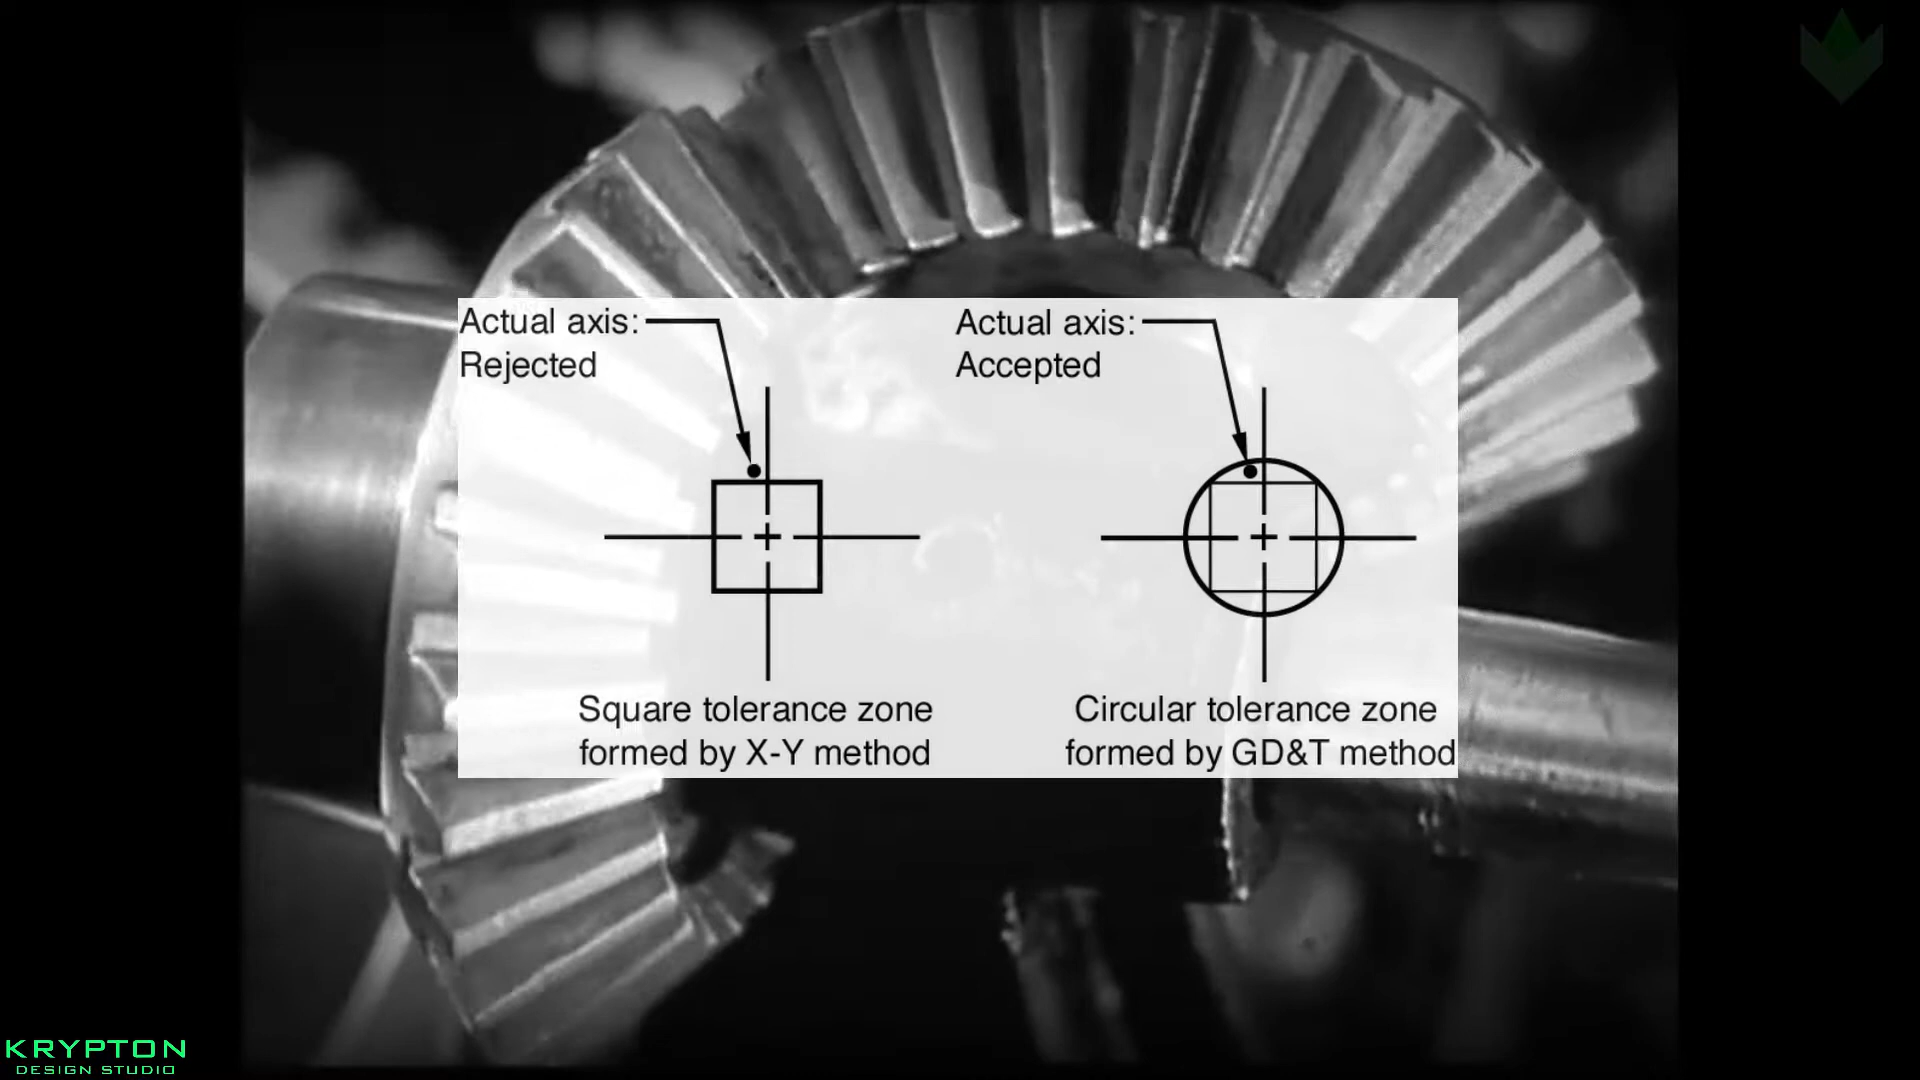 Actual axis:
Rejected
Actual axis:
Accepted
Square tolerance zone
formed by X-Y method
Circular tolerance zone
formed by GD&T method
KRYPTON
DESIGN STUDIO